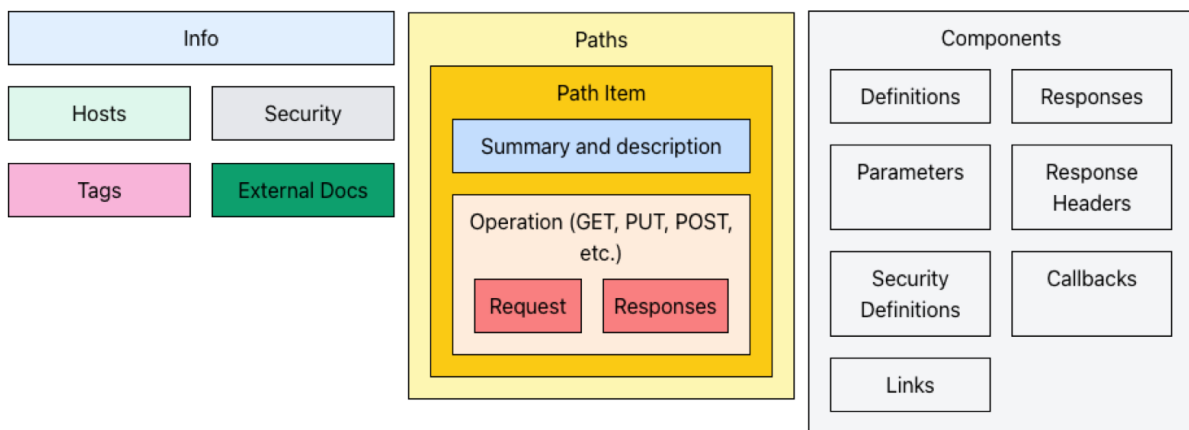 Info
Hosts
Security
Tags
External Docs
Paths
Path Item
Summary and description
Operation (GET, PUT, POST,
etc.)
Request
Responses
Components
Definitions
Responses
Parameters
Response
Headers
Security
Definitions
Callbacks
Links